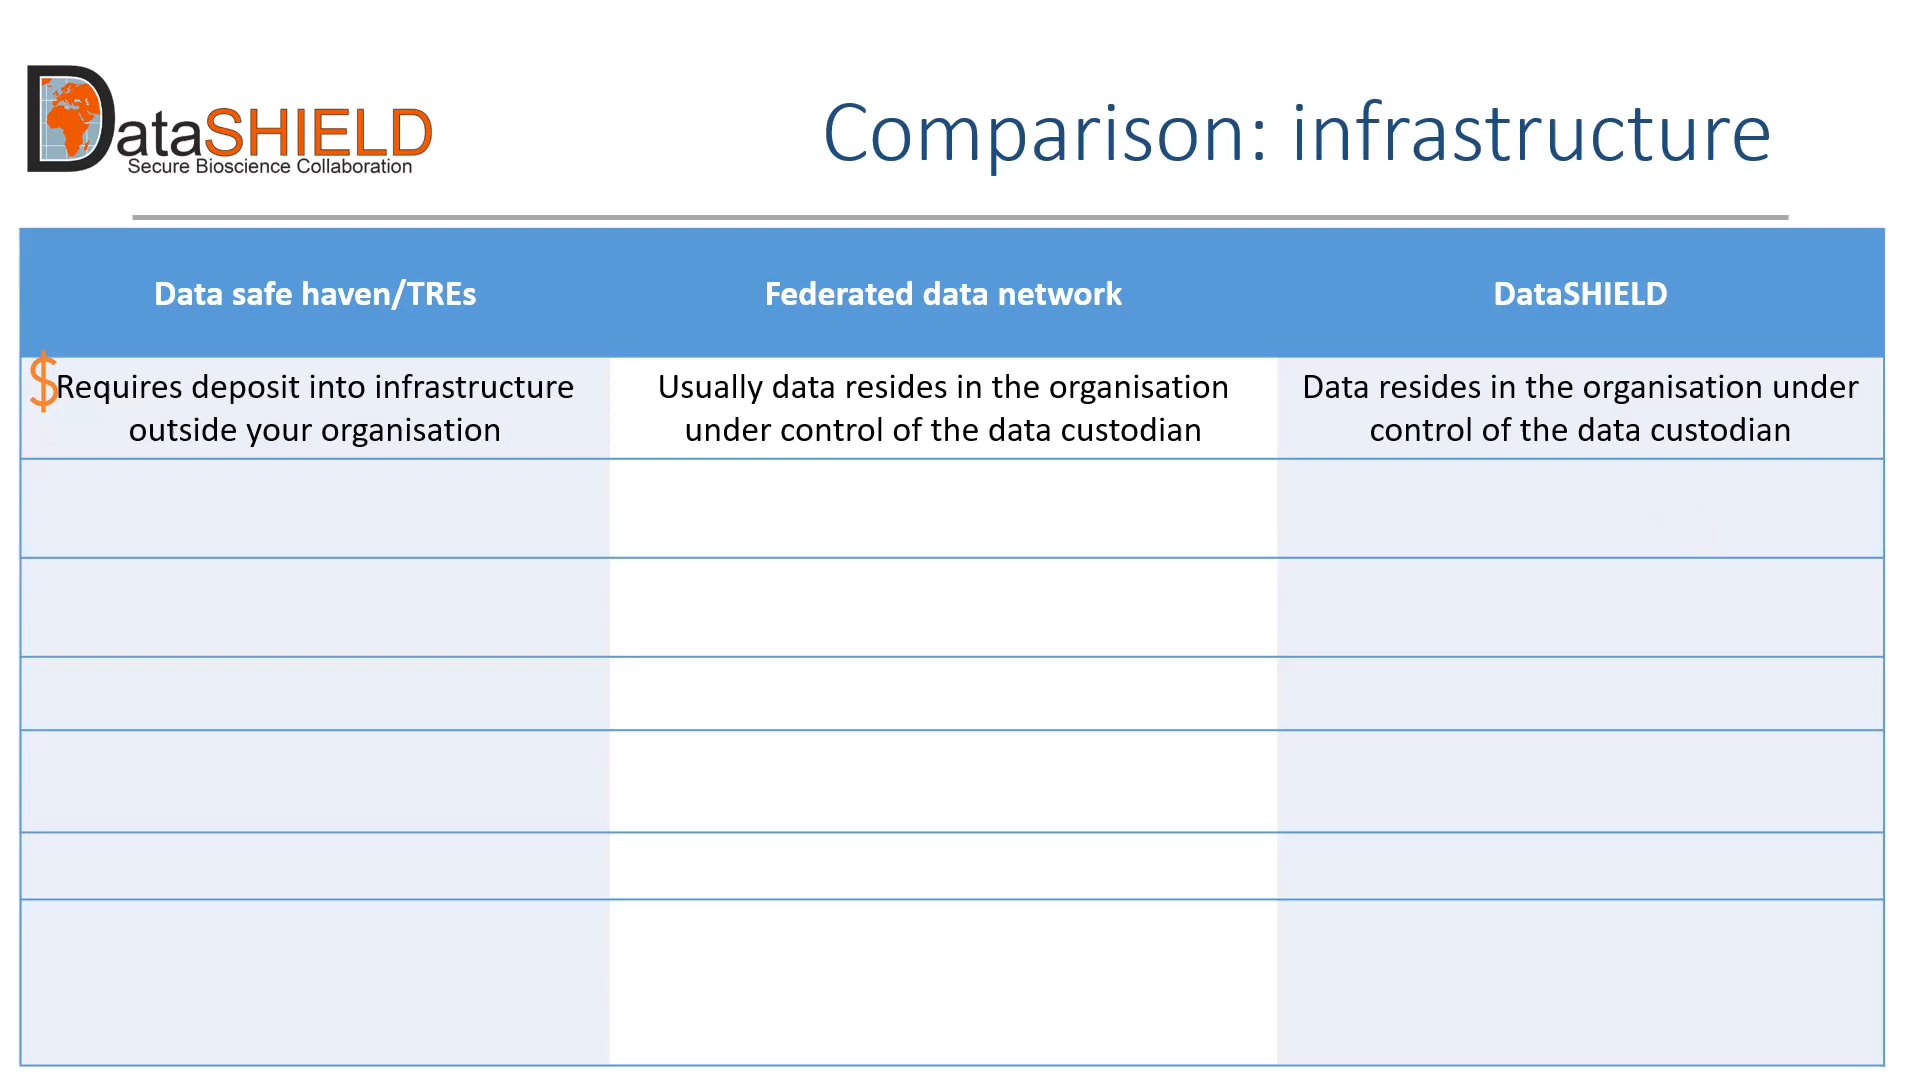 DataSHIELD
Secure Bioscience Collaboration
Comparison: infrastructure
Data safe haven/TREs
Federated data network
DataSHIELD
$Requires deposit into infrastructure
outside your organisation
Usually data resides in the organisation
under control of the data custodian
Data resides in the organisation under
control of the data custodian